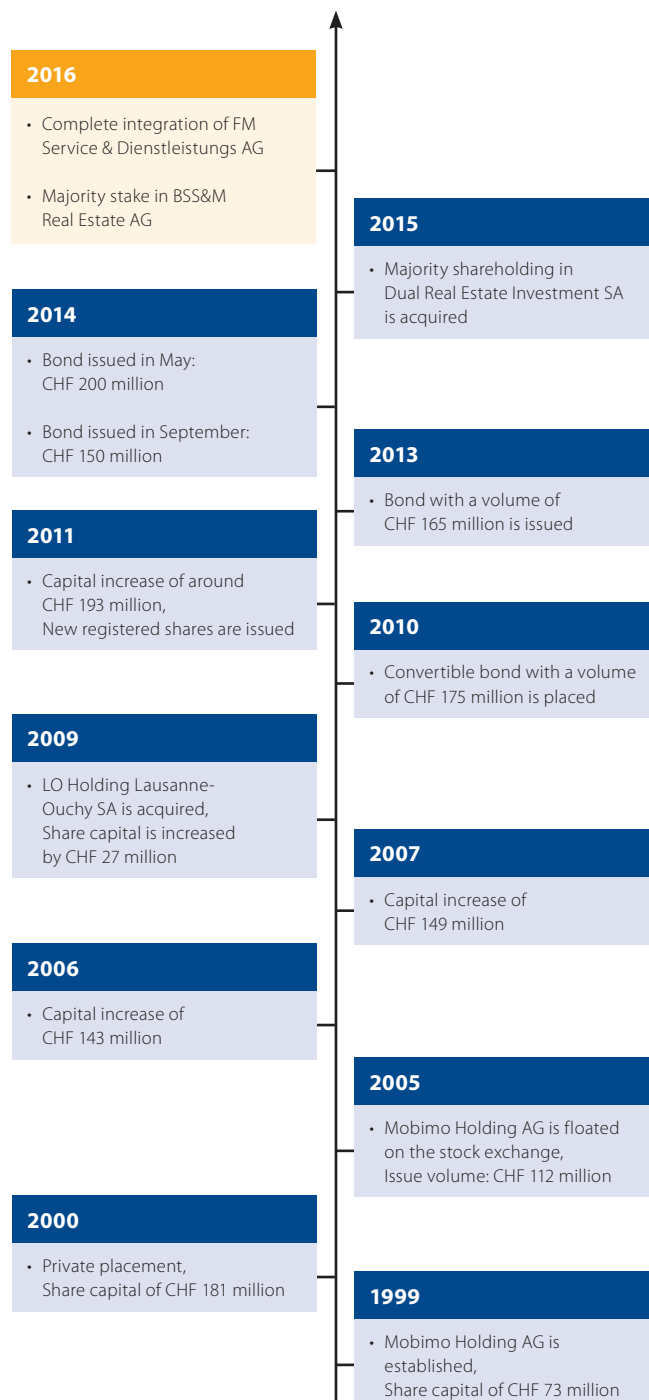 2016
• Complete integration of FM
Service & Dienstleistungs AG
• Majority stake in BSS&M
Real Estate AG
2015
• Majority shareholding in
Dual Real Estate Investment SA
is acquired
2014
• Bond issued in May:
CHF 200 million
• Bond issued in September:
CHF 150 million
2013
• Bond with a volume of
CHF 165 million is issued
2011
• Capital increase of around
CHF 193 million,
New registered shares are issued
2010
• Convertible bond with a volume
of CHF 175 million is placed
2009
• LO Holding Lausanne-
Ouchy SA is acquired,
Share capital is increased
by CHF 27 million
2007
• Capital increase of
CHF 149 million
2006
• Capital increase of
CHF 143 million
2005
• Mobimo Holding AG is floated
on the stock exchange,
Issue volume: CHF 112 million
2000
• Private placement,
Share capital of CHF 181 million
1999
• Mobimo Holding AG is
established,
Share capital of CHF 73 million